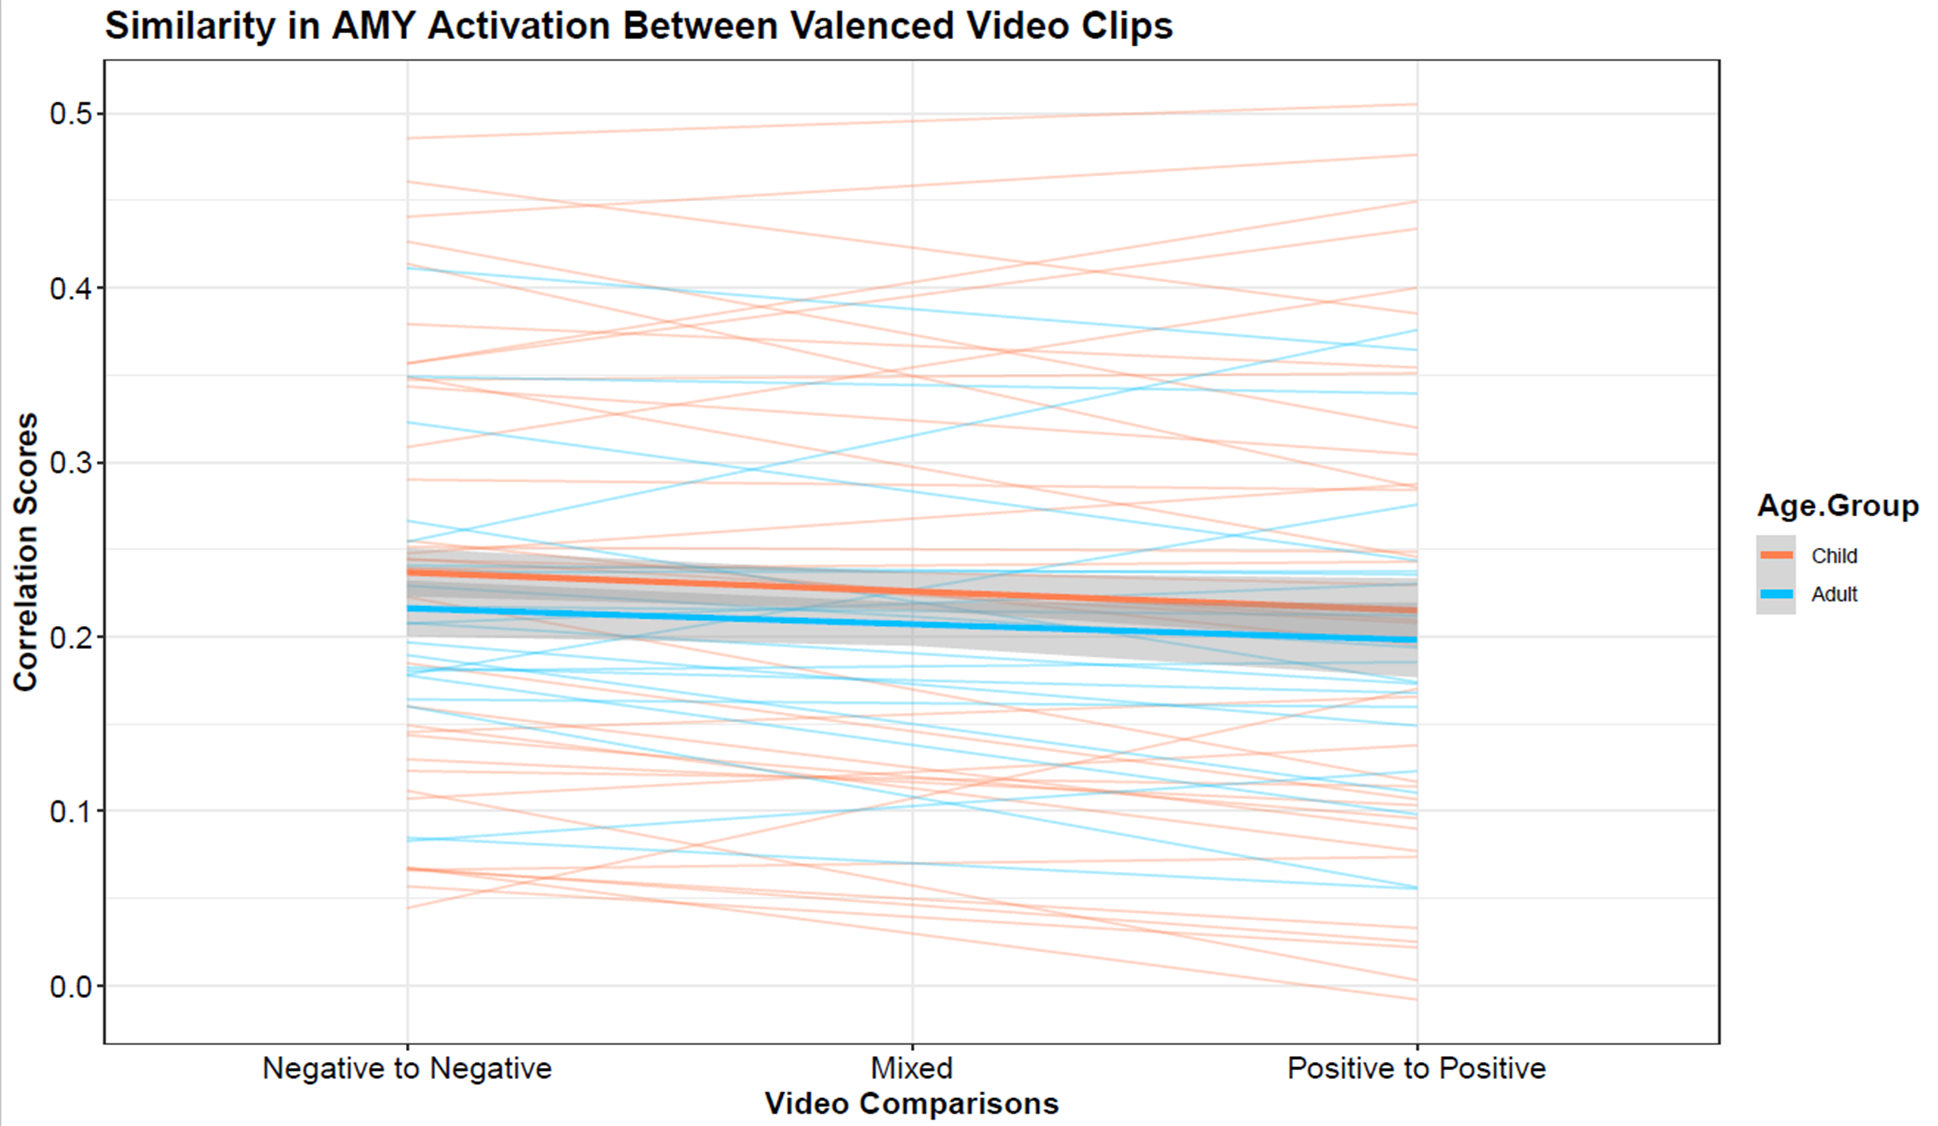 Similarity in AMY Activation Between Valenced Video Clips
Correlation Scores
0.5
0.4
0.3
0.2
0.1
0.0
Negative to Negative
Mixed
Positive to Positive
Video Comparisons
Age.Group
Child
Adult